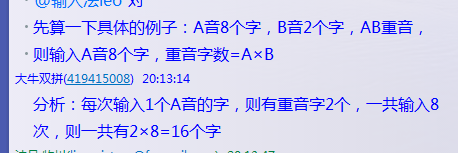 @输入法leo 对
• 先算一下具体的例子：A音8个字，B音2个字，AB重音，
• 则输入A音8个字，重音字数=A×B
大牛双拼(419415008) 20:13:14
分析：每次输入1个A音的字，则有重音字2个，一共输入8
次，则一共有2×8=16个字